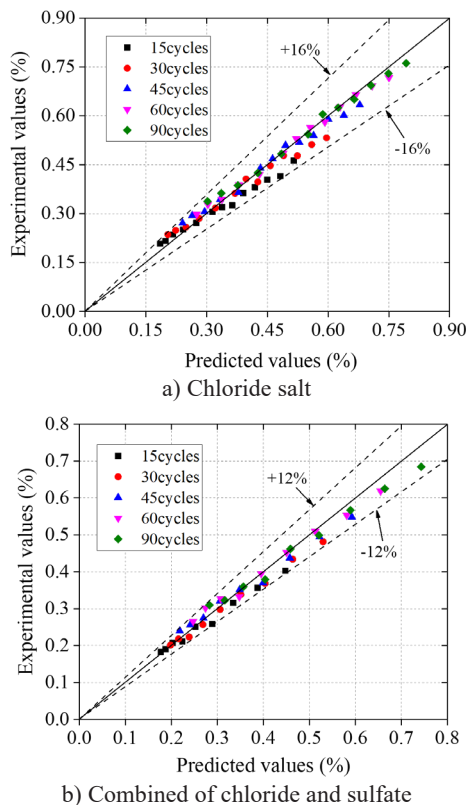 0.90
0.75
0.60
0.45
0.30
0.15
0.00
Experimental values (%)
15cycles
30cycles
45cycles
60cycles
90cycles
+16%
-16%
0.00 0.15 0.30 0.45 0.60 0.75 0.90
Predicted values (%)
a) Chloride salt
0.8
0.7
0.6
0.5
0.4
0.3
0.2
0.1
0.0
Experimental values (%)
15cycles
30cycles
45cycles
60cycles
90cycles
+12%
-12%
0.0 0.1 0.2 0.3 0.4 0.5 0.6 0.7 0.8
Predicted values (%)
b) Combined of chloride and sulfate